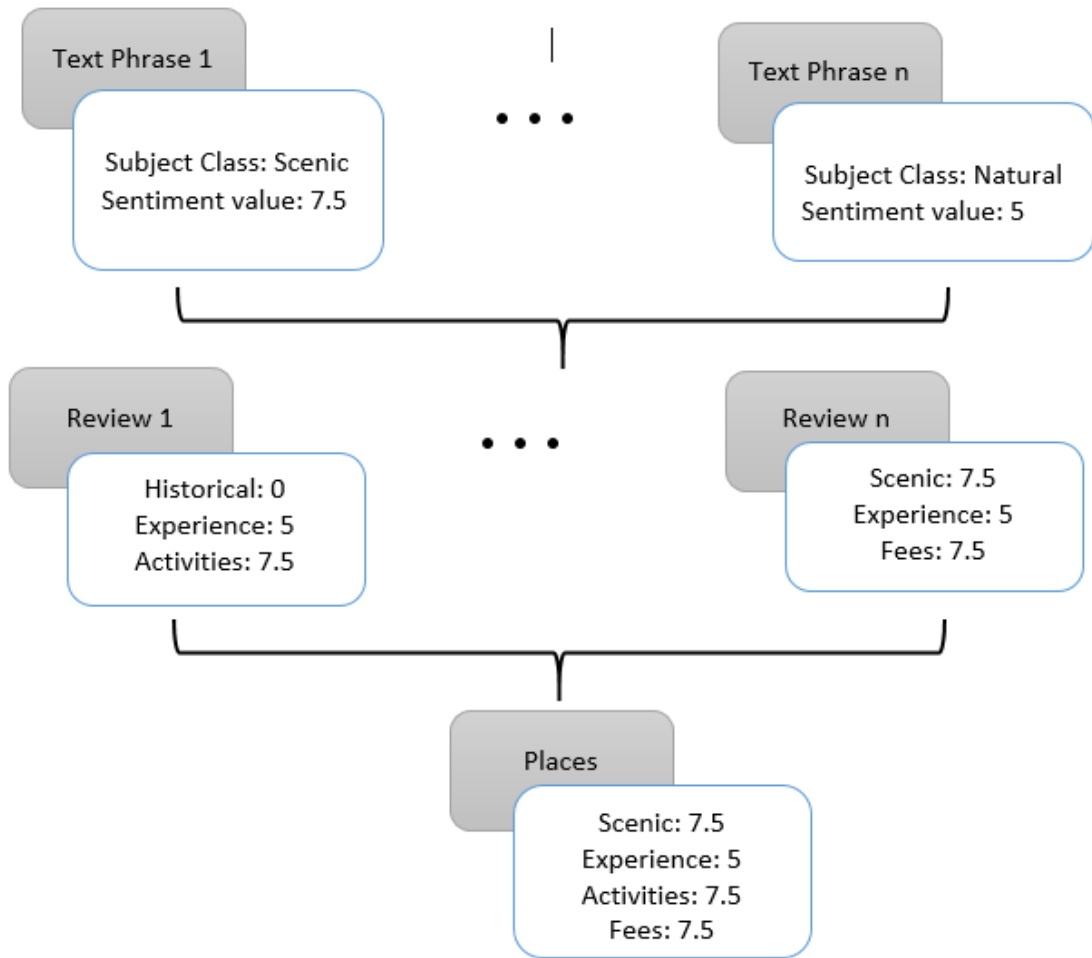 Text Phrase 1
Subject Class: Scenic
Sentiment value: 7.5
Text Phrase n
Subject Class: Natural
Sentiment value: 5
Review 1
Historical: 0
Experience: 5
Activities: 7.5
Review n
Scenic: 7.5
Experience: 5
Fees: 7.5
Places
Scenic: 7.5
Experience: 5
Activities: 7.5
Fees: 7.5